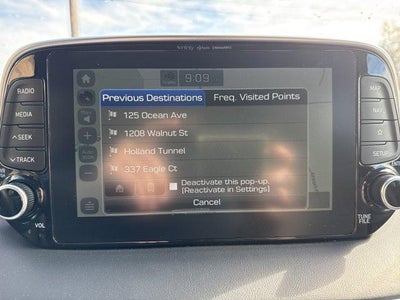 RADIO
MEDIA
SEEK
TRACK
VOL
9:09
Previous Destinations
Freq. Visited Points
125 Ocean Ave
1208 Walnut St
Holland Tunnel
337 Eagle Ct
Deactivate this pop-up.
(Reactivate in Settings)
Cancel
MAP
NAV
SETUP
TUNE
FILE